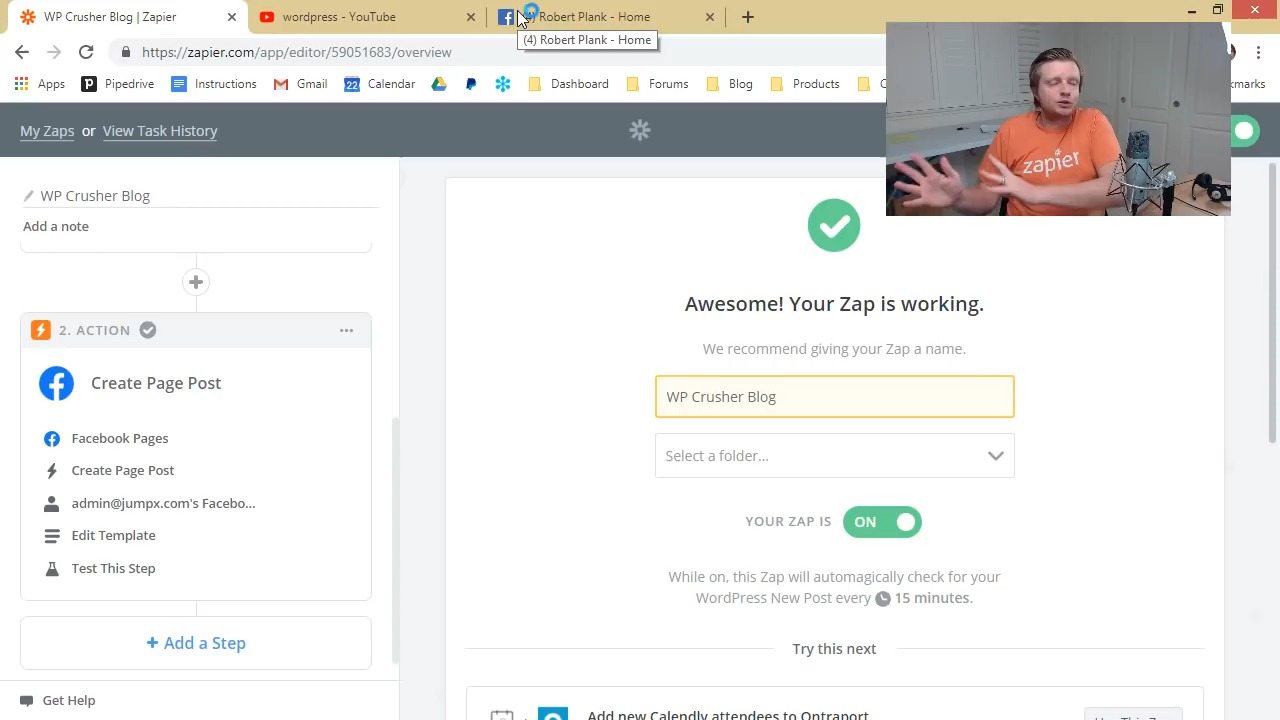 WP Crusher Blog | Zapier
wordpress - YouTube
(4) Robert Plank - Home
https://zapier.com/app/editor/59051683/overview
(4) Robert Plank - Home
Apps
Pipedrive
Instructions
Gmail
22
Calendar
Dashboard
Forums
Blog
Products
My Zaps or View Task History
zapier
WP Crusher Blog
Add a note
2. ACTION
Create Page Post
Facebook Pages
Create Page Post
admin@jumpx.com's Facebo...
Edit Template
Test This Step
+ Add a Step
Get Help
Awesome! Your Zap is working.
We recommend giving your Zap a name.
WP Crusher Blog
Select a folder...
YOUR ZAP IS ON
While on, this Zap will automagically check for your
WordPress New Post every 15 minutes.
Try this next
Add new Calendly attendees to Ontraport